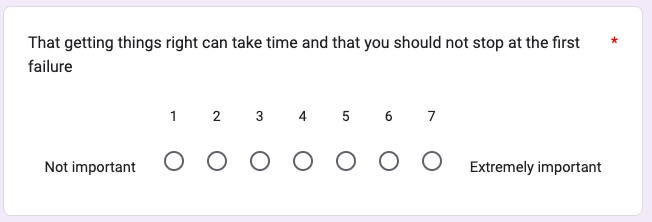 That getting things right can take time and that you should not stop at the first *
failure
1 2 3 4 5 6 7
Not important Extremely important